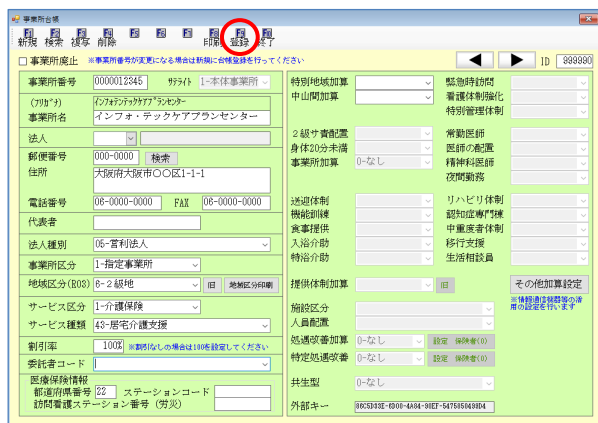 事業所台帳
F1 F2 F3 F4 F5 F6 F7 F8 F9 F0
新規 検索 複写 削除 印刷 登録 終了
事業所廃止 ※事業所番号が変更になる場合は新規に台帳登録を行ってください
ID 999990
事業所番号 0000012345 ｻﾃﾗｲﾄ 1-本体事業所
(フリガナ) ｲﾝﾌｫﾃｯｸｹｱﾌﾟﾗﾝｾﾝﾀｰ
事業所名 インフォ・テックケアプランセンター
法人
郵便番号 000-0000 検索
住所 大阪府大阪市〇〇区1-1-1
電話番号 06-0000-0000 FAX 06-0000-0000
代表者
法人種別 05-営利法人
事業所区分 1-指定事業所
地域区分(R03) 6-２級地 旧 地域区分印刷
サービス区分 1-介護保険
サービス種類 43-居宅介護支援
割引率 100% ※割引なしの場合は100を設定してください
委託者コード
医療保険情報
都道府県番号 22 ステーションコード
訪問看護ステーション番号（労災）
特別地域加算 緊急時訪問
中山間加算 看護体制強化
特別管理体制
２級サ責配置 常勤医師
身体20分未満 医師の配置
事業所加算 0-なし 精神科医師
夜間勤務
送迎体制 リハビリ体制
機能訓練 認知症専門棟
食事提供 中重度者体制
入浴介助 移行支援
特浴介助 生活相談員
提供体制加算 旧 その他加算設定
※情報通信機器等の活用の設定を行います
施設区分
人員配置
処遇改善加算 0-なし 設定 保険者(0)
特定処遇改善 0-なし 設定 保険者(0)
共生型 0-なし
外部キー